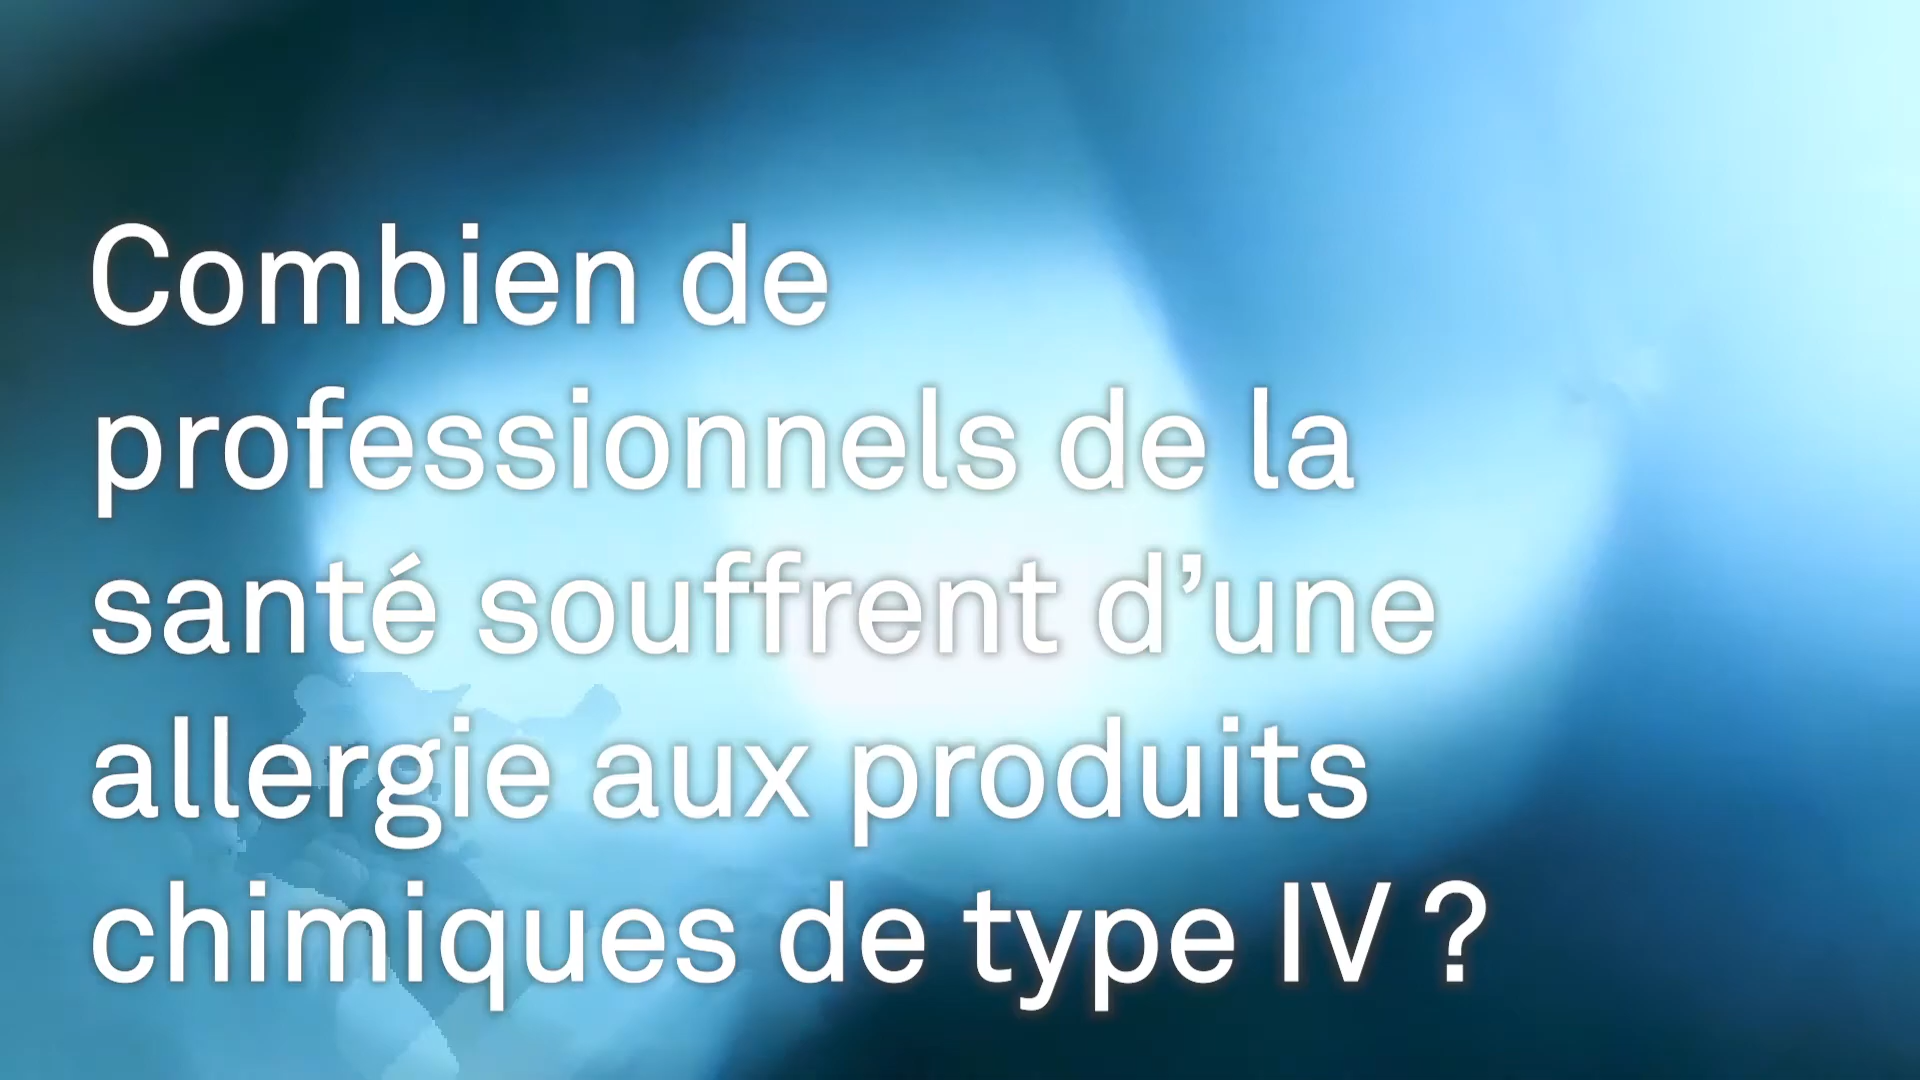 Combien de
professionnels de la
santé souffrent d’une
allergie aux produits
chimiques de type IV ?